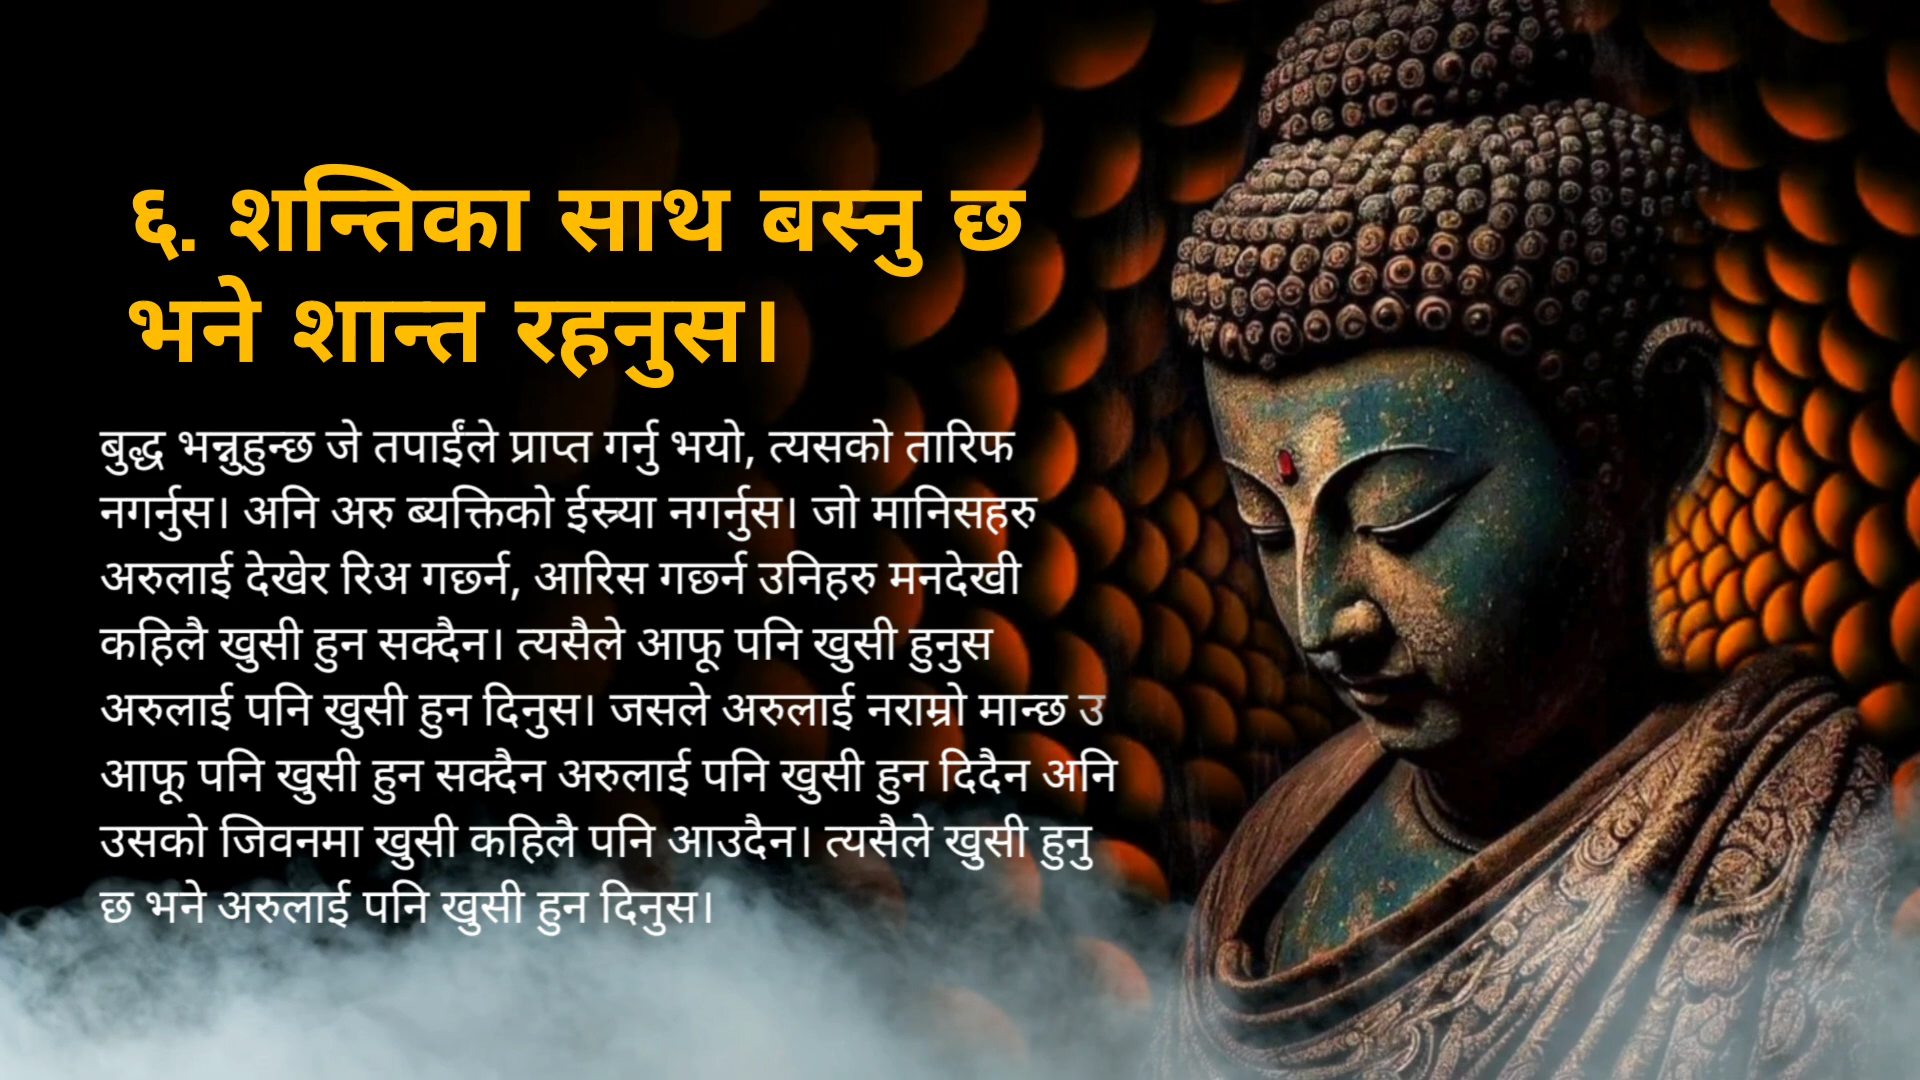 ६. शन्तिका साथ बस्नु छ
भने शान्त रहनुस।
बुद्ध भन्नुहुन्छ जे तपाईंले प्राप्त गर्नु भयो, त्यसको तारिफ
नगर्नुस। अनि अरु ब्यक्तिको ईस्र्या नगर्नुस। जो मानिसहरु
अरुलाई देखेर रिअ गर्छ्न, आरिस गर्छ्न उनिहरु मनदेखी
कहिलै खुसी हुन सक्दैन। त्यसैले आफू पनि खुसी हुनुस
अरुलाई पनि खुसी हुन दिनुस। जसले अरुलाई नराम्रो मान्छ उ
आफू पनि खुसी हुन सक्दैन अरुलाई पनि खुसी हुन दिदैन अनि
उसको जिवनमा खुसी कहिलै पनि आउदैन। त्यसैले खुसी हुनु
छ भने अरुलाई पनि खुसी हुन दिनुस।